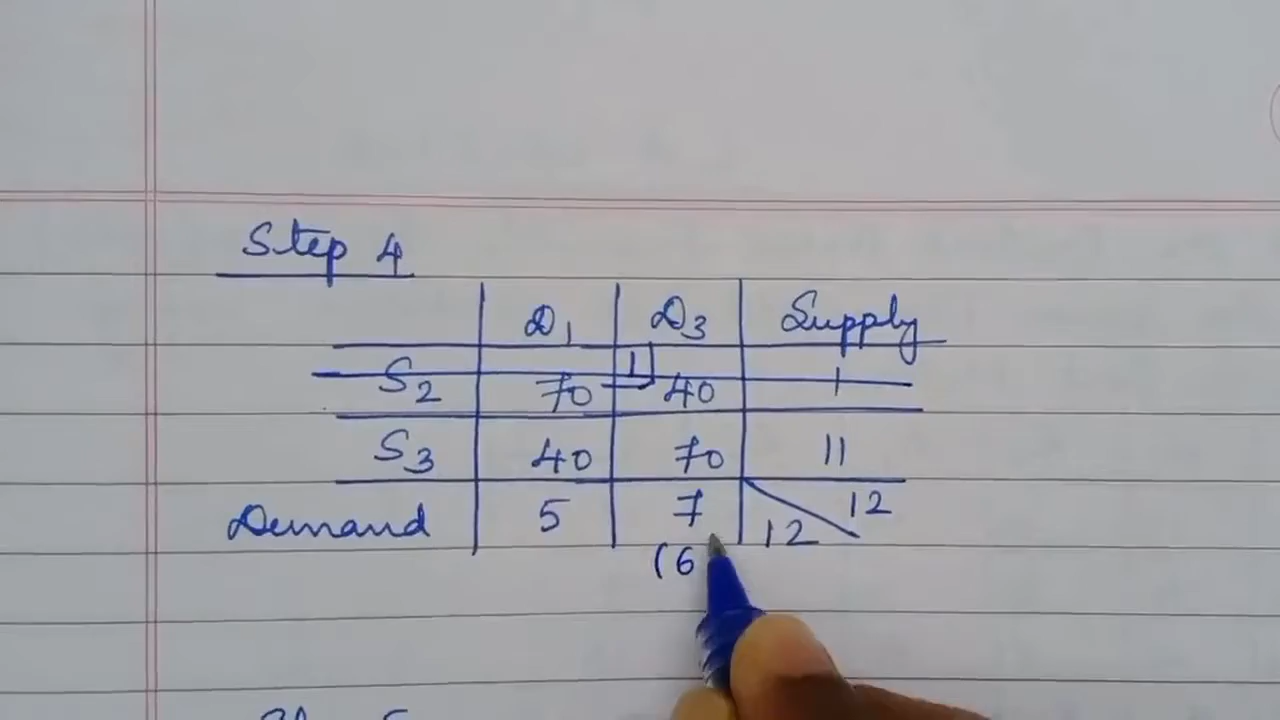 Step 4
D1 D3 Supply
1
S2 70 40 1
S3 40 70 11
Demand 5 7 12 12
(6